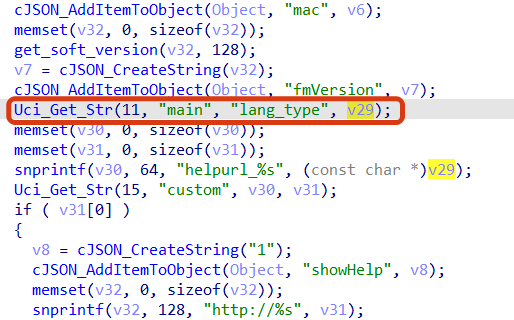 cJSON_AddItemToObject(Object, "mac", v6);
memset(v32, 0, sizeof(v32));
get_soft_version(v32, 128);
v7 = cJSON_CreateString(v32);
cJSON_AddItemToObject(Object, "fmVersion", v7);
Uci_Get_Str(11, "main", "lang_type", v29);
memset(v30, 0, sizeof(v30));
memset(v31, 0, sizeof(v31));
snprintf(v30, 64, "helpurl_%s", (const char *)v29);
Uci_Get_Str(15, "custom", v30, v31);
if ( v31[0] )
{
v8 = cJSON_CreateString("1");
cJSON_AddItemToObject(Object, "showHelp", v8);
memset(v32, 0, sizeof(v32));
snprintf(v32, 128, "http://%s", v31);